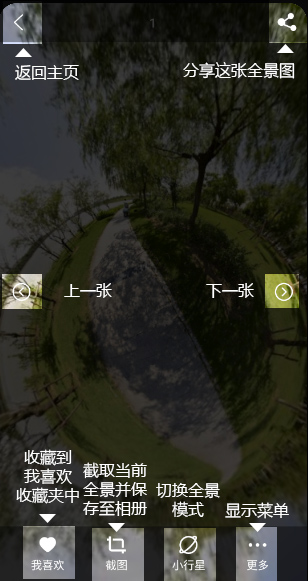 1
返回主页
分享这张全景图
上一张
下一张
收藏到
我喜欢
收藏夹中
截取当前
全景并保
存至相册
切换全景
模式
显示菜单
我喜欢
截图
小行星
更多